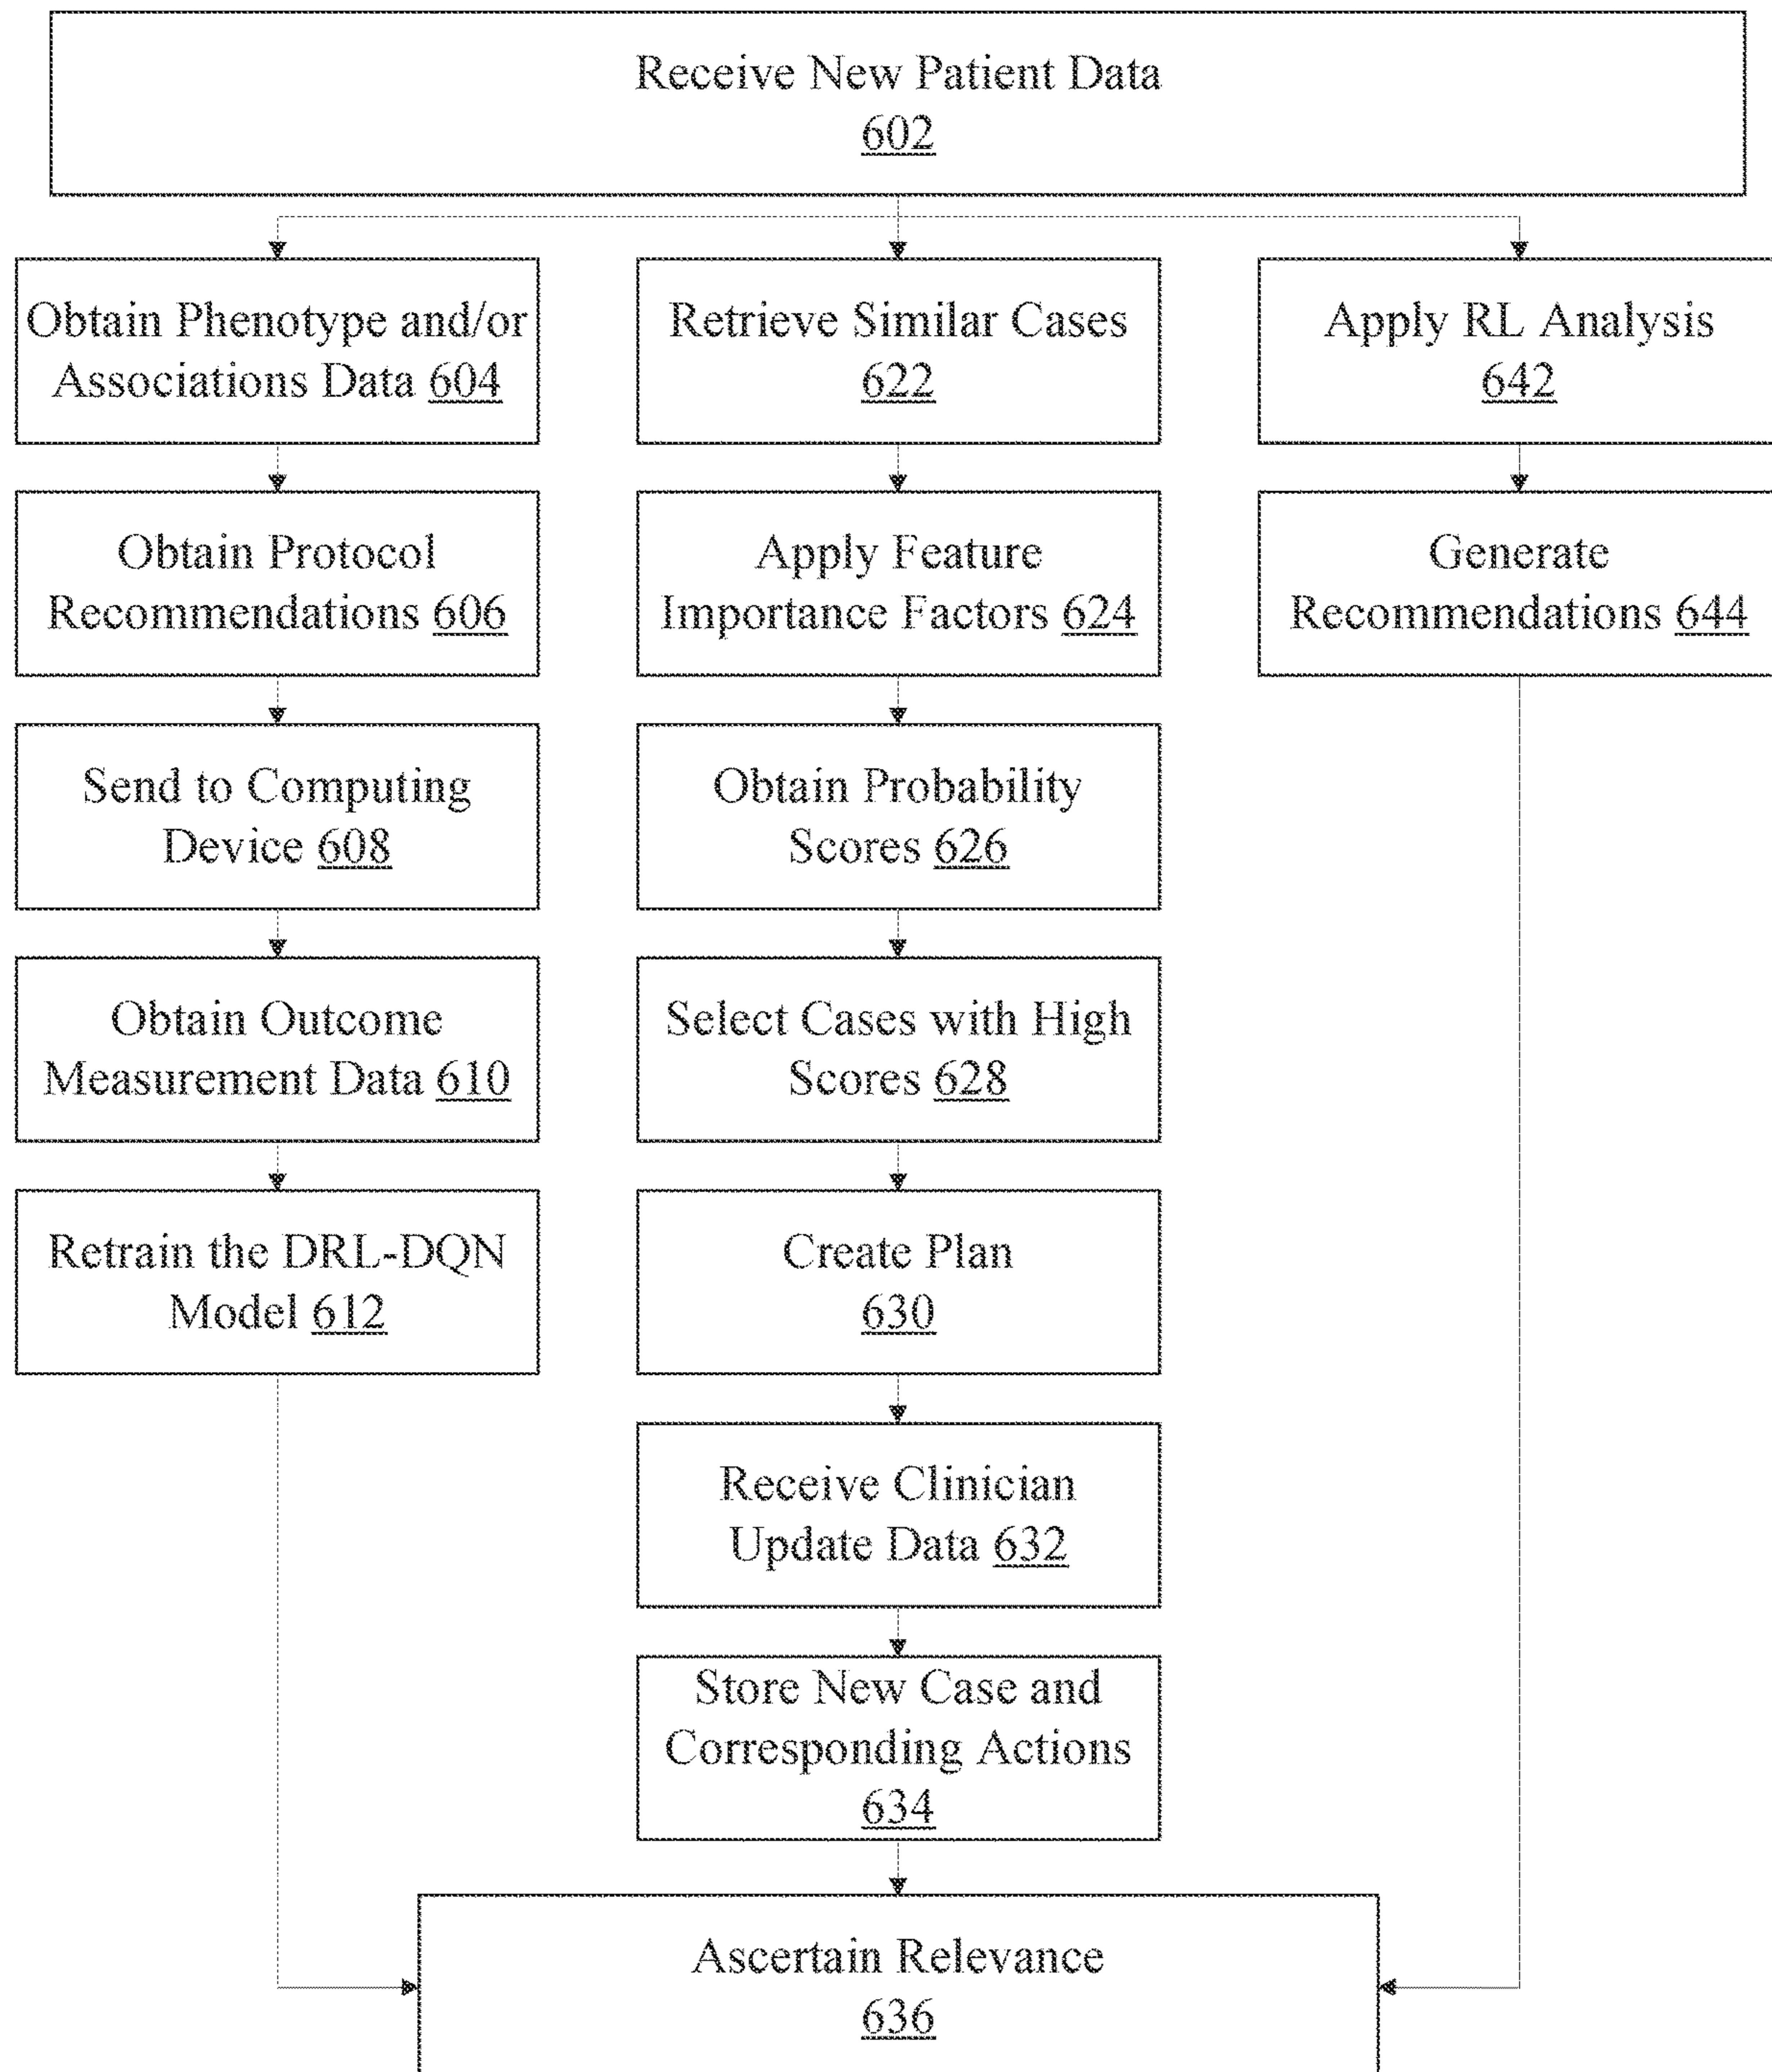 Receive New Patient Data
602
Obtain Phenotype and/or
Associations Data 604
Obtain Protocol
Recommendations 606
Send to Computing
Device 608
Obtain Outcome
Measurement Data 610
Retrain the DRL-DQN
Model 612
Retrieve Similar Cases
622
Apply Feature
Importance Factors 624
Obtain Probability
Scores 626
Select Cases with High
Scores 628
Create Plan
630
Receive Clinician
Update Data 632
Store New Case and
Corresponding Actions
634
Apply RL Analysis
642
Generate
Recommendations 644
Ascertain Relevance
636